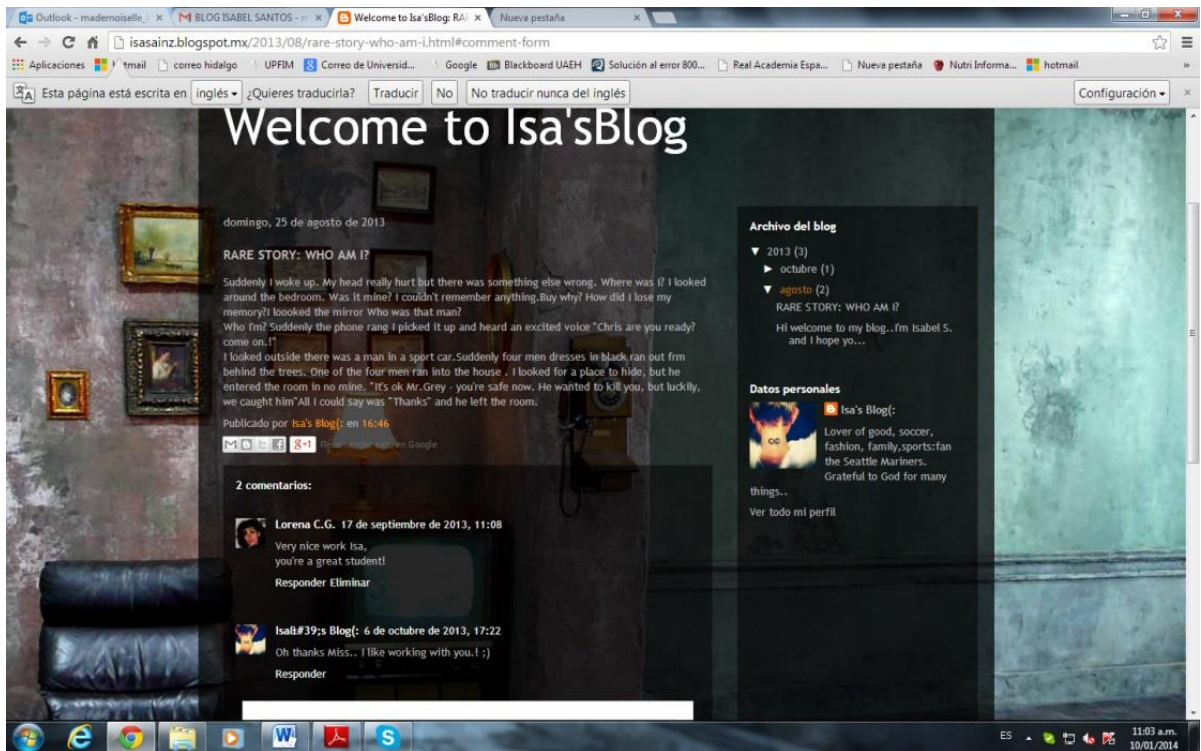 Outlook - mademoiselle_
BLOG ISABEL SANTOS -
Welcome to Isa'sBlog: RA
Nueva pestaña
isasainz.blogspot.mx/2013/08/rare-story-who-am-i.html#comment-form
Aplicaciones
correo hidalgo
UPFIM
Correo de Universid...
Google
Blackboard UAEH
Solución al error 800...
Real Academia Espa...
Nueva pestaña
Nutri Informa...
hotmail
Esta página está escrita en inglés ¿Quieres traducirla? Traducir No No traducir nunca del inglés Configuración
Welcome to Isa'sBlog
domingo, 25 de agosto de 2013
RARE STORY: WHO AM I?
Suddenly I woke up. My head really hurt but there was something else wrong. Where was I? I looked
around the bedroom. Was it mine? I couldn't remember anything.Buy why? How did I lose my
memory?I loooked the mirror Who was that man?
Who I'm? Suddenly the phone rang I picked it up and heard an excited voice "Chris are you ready?
come on.!"
I looked outside there was a man in a sport car.Suddenly four men dresses in black ran out frm
behind the trees. One of the four men ran into the house . I looked for a place to hide, but he
entered the room in no mine. "It's ok Mr.Grey - you're safe now. He wanted to kill you, but luckily,
we caught him"All I could say was "Thanks" and he left the room.
Publicado por Isa's Blog(: en 16:46
g+1 Recomendar esto en Google
2 comentarios:
Lorena C.G. 17 de septiembre de 2013, 11:08
Very nice work Isa,
you're a great student!
Responder Eliminar
Isa&#39;s Blog(: 6 de octubre de 2013, 17:22
Oh thanks Miss.. I like working with you.! ;)
Responder
Archivo del blog
▼ 2013 (3)
► octubre (1)
▼ agosto (2)
RARE STORY: WHO AM I?
Hi welcome to my blog..I'm Isabel S.
and I hope yo...
Datos personales
Isa's Blog(:
Lover of good, soccer,
fashion, family,sports:fan
the Seattle Mariners.
Grateful to God for many
things..
Ver todo mi perfil
ES
11:03 a.m.
10/01/2014